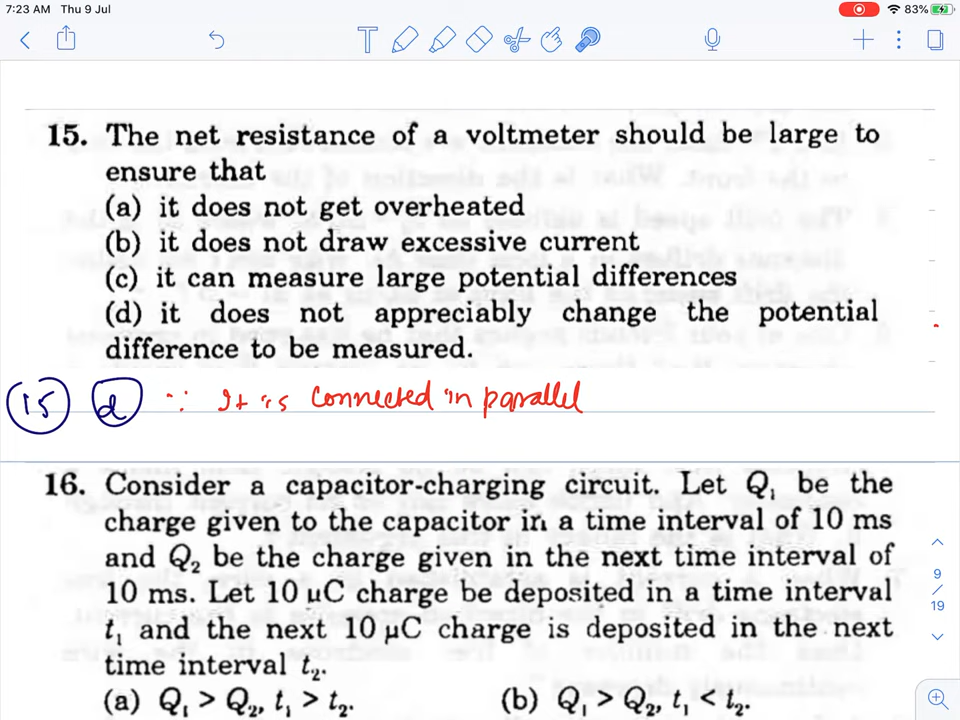 7:23 AM Thu 9 Jul
83%
15. The net resistance of a voltmeter should be large to
ensure that
(a) it does not get overheated
(b) it does not draw excessive current
(c) it can measure large potential differences
(d) it does not appreciably change the potential
difference to be measured.
15 d ∵ It is connected in parallel
16. Consider a capacitor-charging circuit. Let Q₁ be the
charge given to the capacitor in a time interval of 10 ms
and Q₂ be the charge given in the next time interval of
10 ms. Let 10 μC charge be deposited in a time interval
t₁ and the next 10 μC charge is deposited in the next
time interval t₂.
(a) Q₁ > Q₂, t₁ > t₂. (b) Q₁ > Q₂, t₁ < t₂.
9
/
19